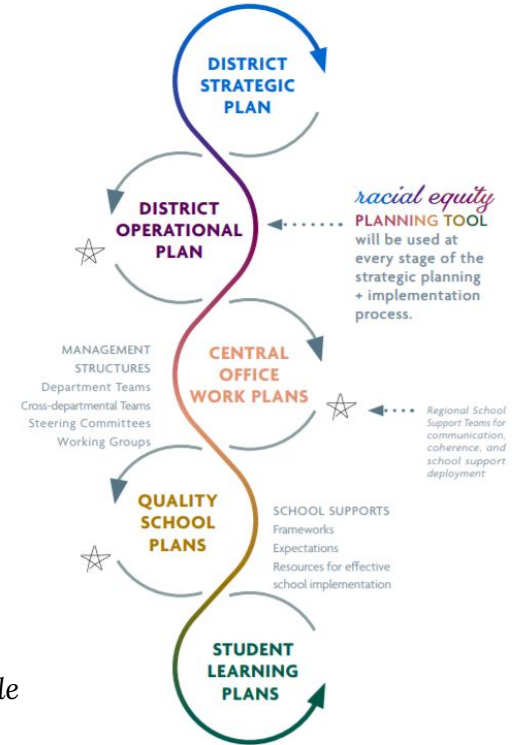 DISTRICT
STRATEGIC
PLAN
DISTRICT
OPERATIONAL
PLAN
racial equity
PLANNING TOOL
will be used at
every stage of the
strategic planning
+ implementation
process.
CENTRAL
OFFICE
WORK PLANS
MANAGEMENT
STRUCTURES
Department Teams
Cross-departmental Teams
Steering Committees
Working Groups
Regional School
Support Teams for
communication,
coherence, and
school support
deployment
QUALITY
SCHOOL
PLANS
SCHOOL SUPPORTS
Frameworks
Expectations
Resources for effective
school implementation
STUDENT
LEARNING
PLANS